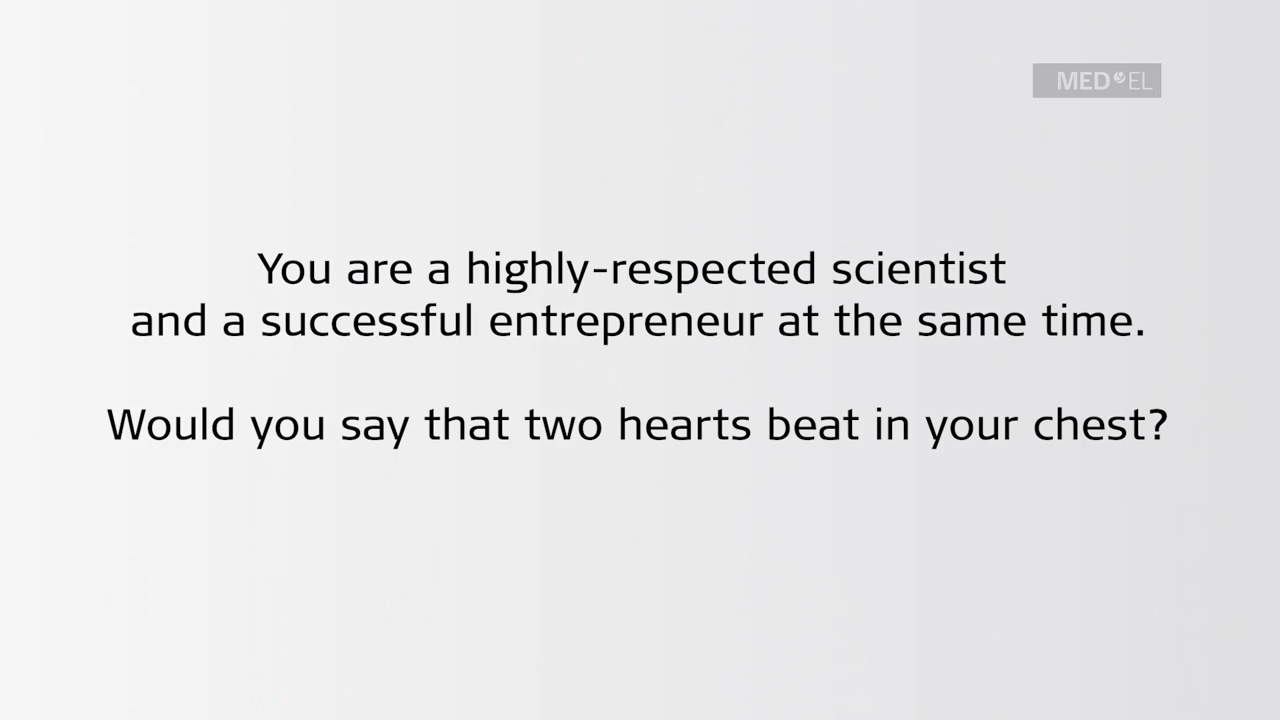 MED EL
You are a highly-respected scientist
and a successful entrepreneur at the same time.
Would you say that two hearts beat in your chest?